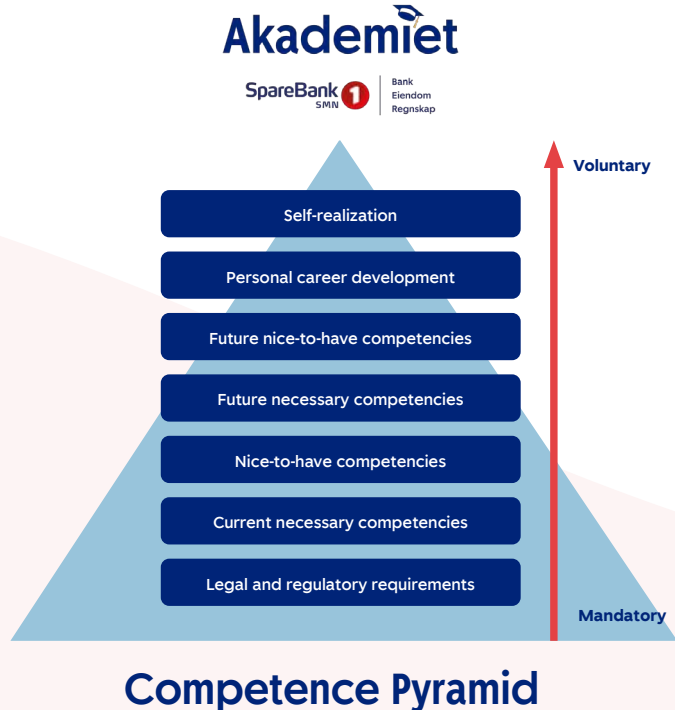 Akademiet
SpareBank 1
SMN
Bank
Eiendom
Regnskap
Voluntary
Self-realization
Personal career development
Future nice-to-have competencies
Future necessary competencies
Nice-to-have competencies
Current necessary competencies
Legal and regulatory requirements
Mandatory
Competence Pyramid